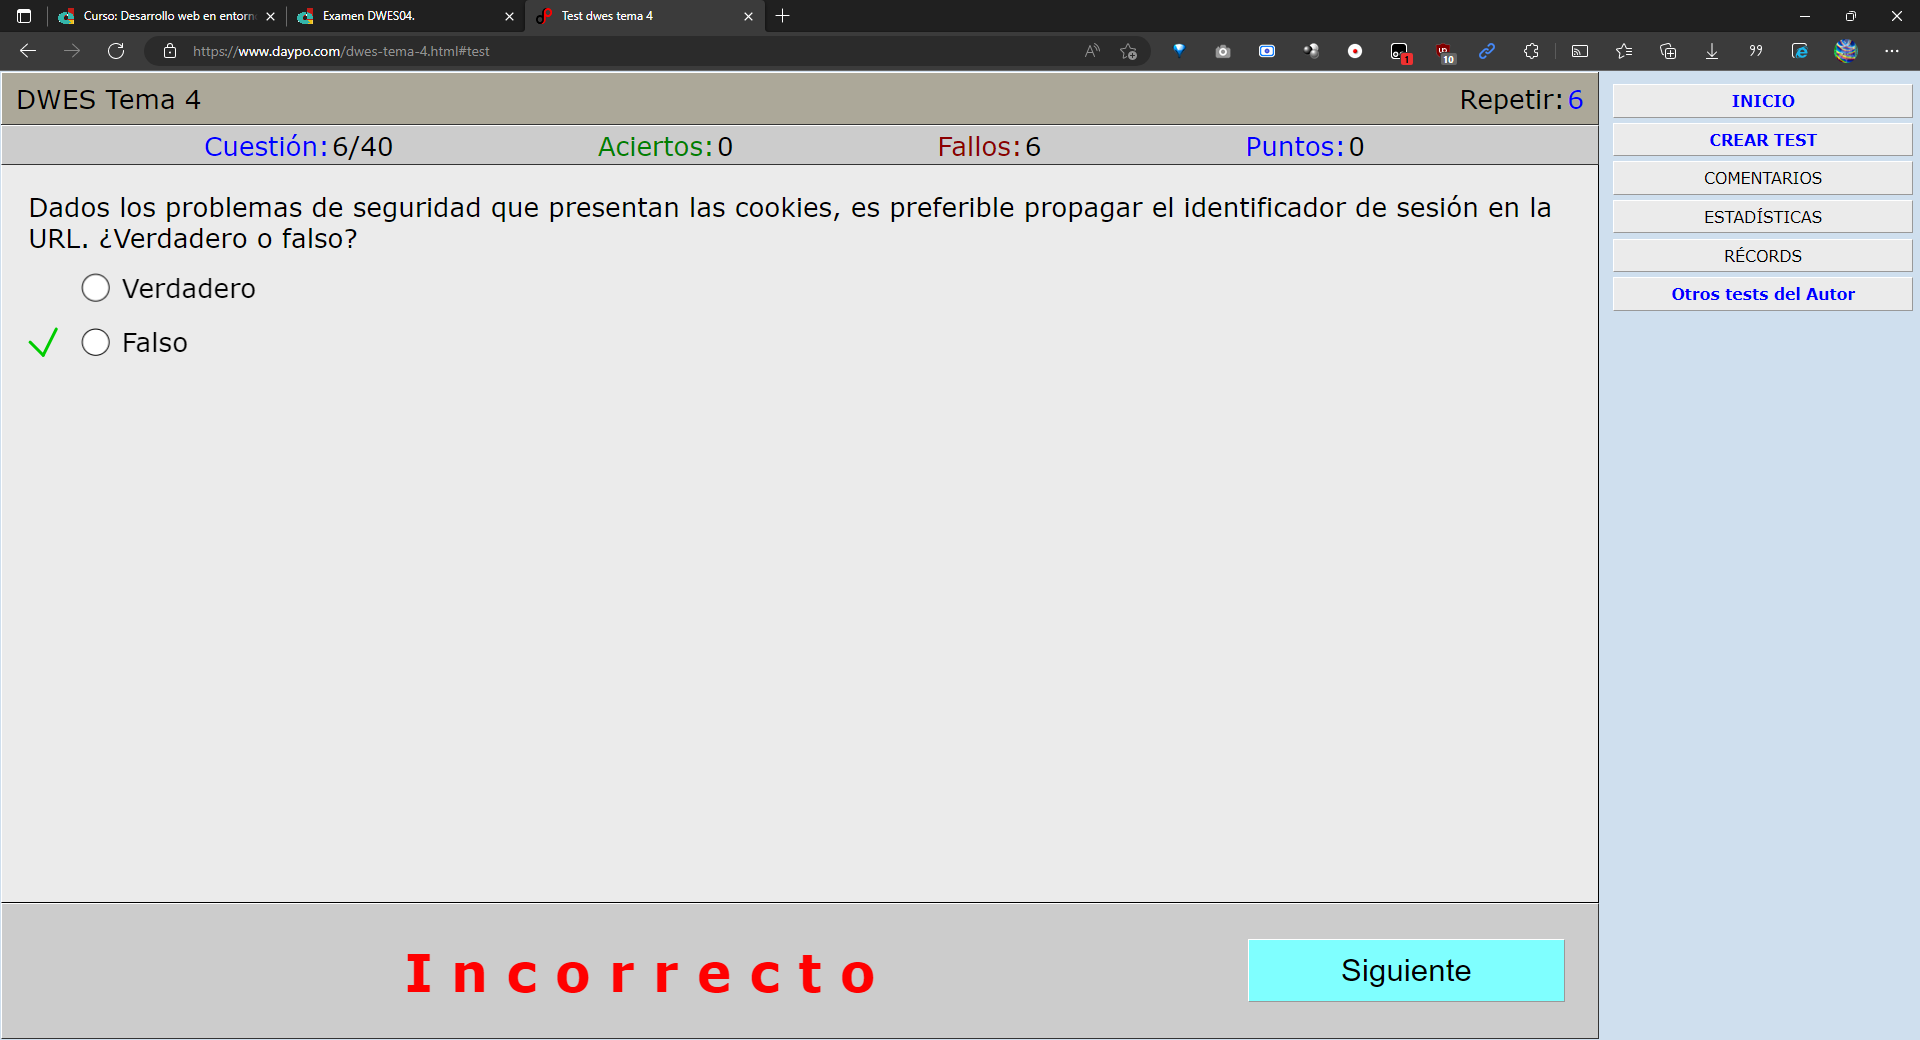 Curso: Desarrollo web en entorn
Examen DWES04.
Test dwes tema 4
https://www.daypo.com/dwes-tema-4.html#test
1
10
DWES Tema 4
Repetir: 6
Cuestión: 6/40
Aciertos: 0
Fallos: 6
Puntos: 0
Dados los problemas de seguridad que presentan las cookies, es preferible propagar el identificador de sesión en la
URL. ¿Verdadero o falso?
Verdadero
Falso
Incorrecto
Siguiente
INICIO
CREAR TEST
COMENTARIOS
ESTADÍSTICAS
RÉCORDS
Otros tests del Autor